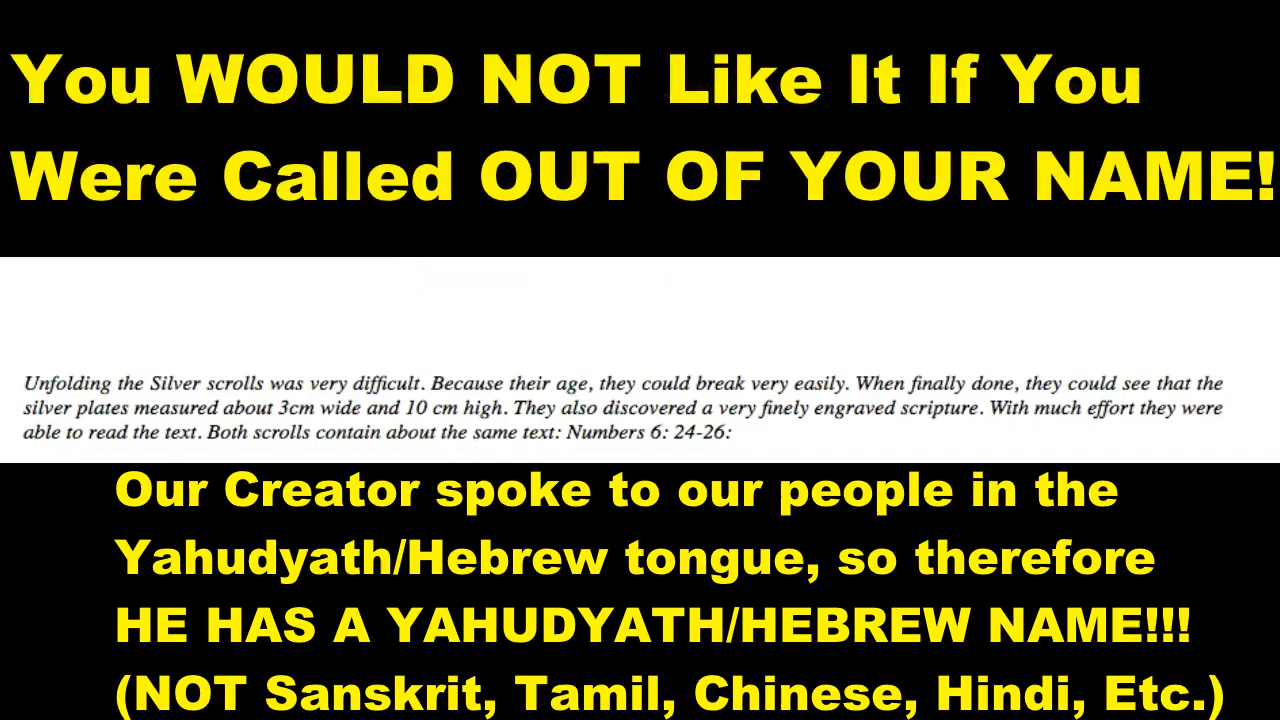 You WOULD NOT Like It If You
Were Called OUT OF YOUR NAME!
Unfolding the Silver scrolls was very difficult. Because their age, they could break very easily. When finally done, they could see that the
silver plates measured about 3cm wide and 10 cm high. They also discovered a very finely engraved scripture. With much effort they were
able to read the text. Both scrolls contain about the same text: Numbers 6: 24-26:
Our Creator spoke to our people in the
Yahudyath/Hebrew tongue, so therefore
HE HAS A YAHUDYATH/HEBREW NAME!!!
(NOT Sanskrit, Tamil, Chinese, Hindi, Etc.)